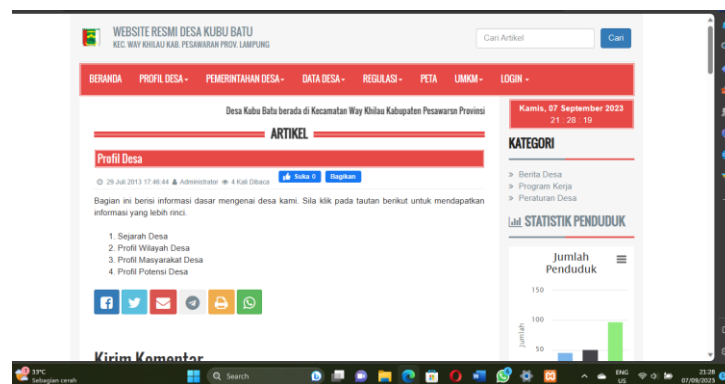 WEBSITE RESMI DESA KUBU BATU
KEC. WAY KHILAU KAB. PESAWARAN PROV. LAMPUNG
Cari Artikel
Cari
BERANDA PROFIL DESA PEMERINTAHAN DESA DATA DESA REGULASI PETA UMKM LOGIN
Desa Kubu Batu berada di Kecamatan Way Khilau Kabupaten Pesawarsn Provinsi
Kamis, 07 September 2023
21 : 28 : 19
ARTIKEL
Profil Desa
29 Juli 2013 17:46:44 Administrator 4 Kali Dibaca
Suka 0
Bagikan
Bagian ini berisi informasi dasar mengenai desa kami. Sila klik pada tautan berikut untuk mendapatkan
informasi yang lebih rinci.
1. Sejarah Desa
2. Profil Wilayah Desa
3. Profil Masyarakat Desa
4. Profil Potensi Desa
Kirim Komentar
KATEGORI
» Berita Desa
» Program Kerja
» Peraturan Desa
STATISTIK PENDUDUK
Jumlah
Penduduk
150
100
50
Jumlah
33°C
Sebagian cerah
Search
ENG
US
21:28
07/09/2023